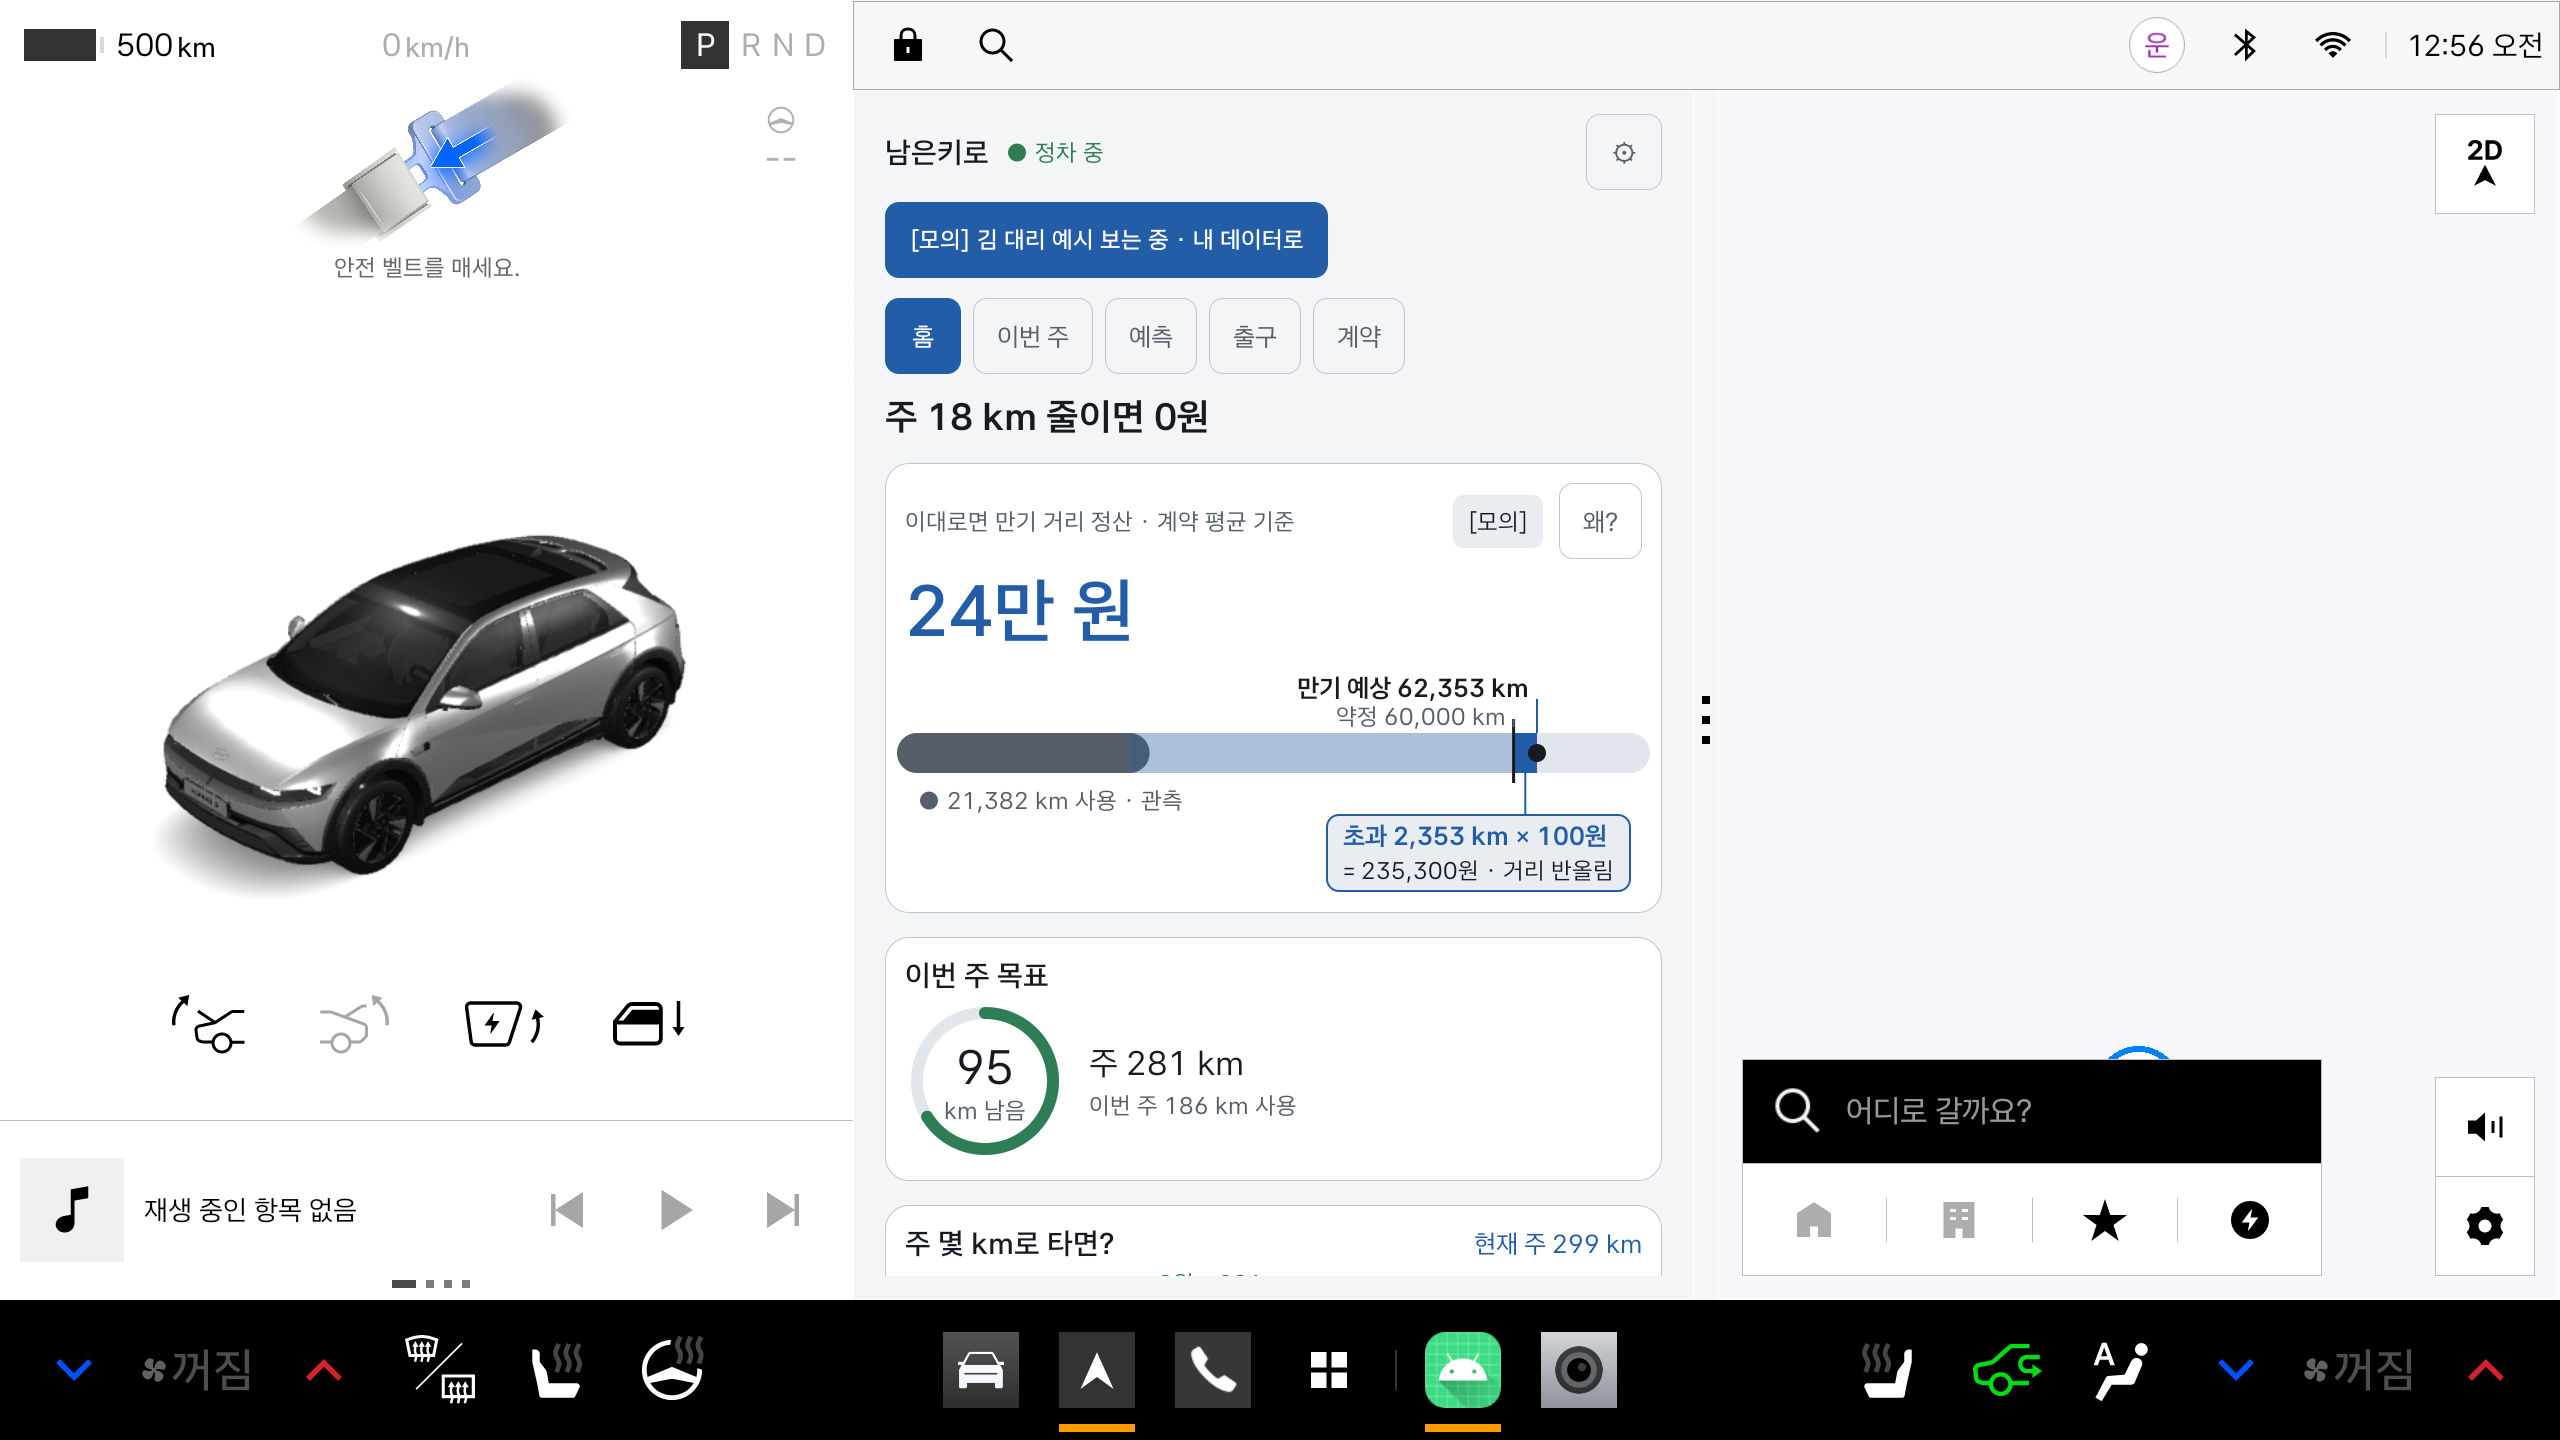 500 km
0 km/h
P R N D
12:56 오전
운
--
안전 벨트를 매세요.
재생 중인 항목 없음
남은키로
정차 중
[모의] 김 대리 예시 보는 중 · 내 데이터로
홈
이번 주
예측
출구
계약
주 18 km 줄이면 0원
이대로면 만기 거리 정산 · 계약 평균 기준
[모의]
왜?
24만 원
만기 예상 62,353 km
약정 60,000 km
21,382 km 사용 · 관측
초과 2,353 km × 100원
= 235,300원 · 거리 반올림
이번 주 목표
95
km 남음
주 281 km
이번 주 186 km 사용
주 몇 km로 타면?
현재 주 299 km
2D
어디로 갈까요?
꺼짐
A
꺼짐